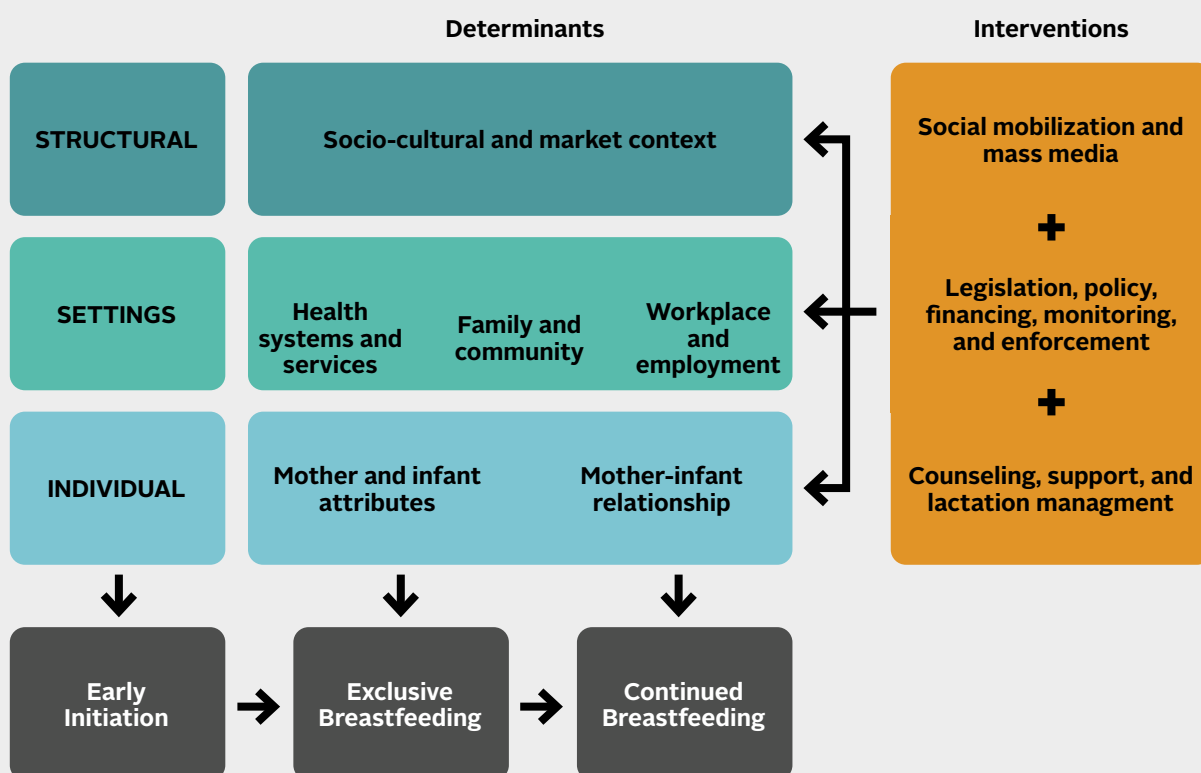 Determinants
Interventions
STRUCTURAL
Socio-cultural and market context
Social mobilization and
mass media
+
SETTINGS
Health
systems and
services
Family and
community
Workplace
and
employment
Legislation, policy,
financing, monitoring,
and enforcement
+
INDIVIDUAL
Mother and infant
attributes
Mother-infant
relationship
Counseling, support, and
lactation managment
Early
Initiation
Exclusive
Breastfeeding
Continued
Breastfeeding